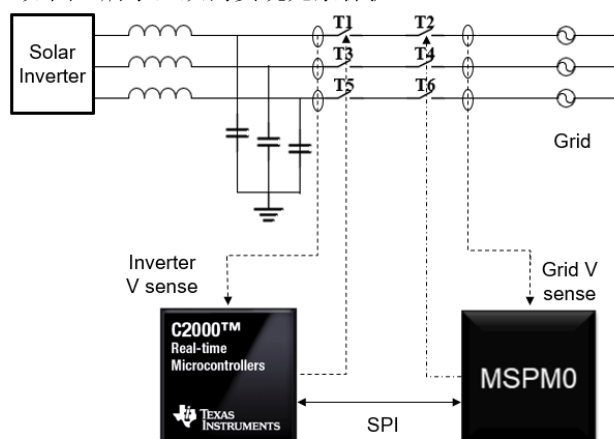 Solar
Inverter
T1
T2
T3
T4
T5
T6
Grid
Inverter
V sense
Grid V
sense
C2000™
Real-time
Microcontrollers
TEXAS
INSTRUMENTS
MSPM0
SPI